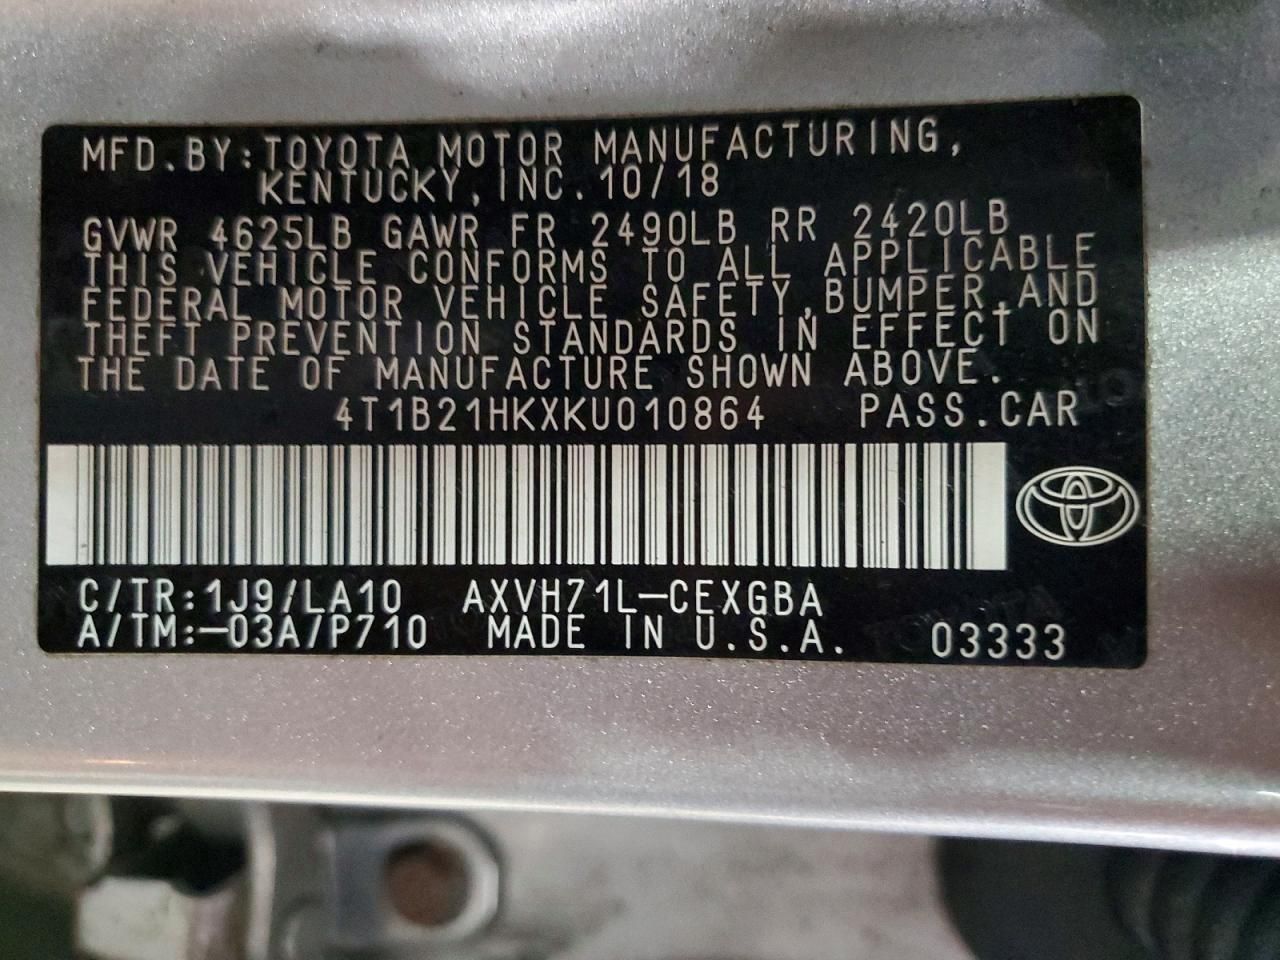 MFD.BY:TOYOTA MOTOR MANUFACTURING,
KENTUCKY,INC.10/18
GVWR 4625LB GAWR FR 2490LB RR 2420LB
THIS VEHICLE CONFORMS TO ALL APPLICABLE
FEDERAL MOTOR VEHICLE SAFETY,BUMPER,AND
THEFT PREVENTION STANDARDS IN EFFECT ON
THE DATE OF MANUFACTURE SHOWN ABOVE.
4T1B21HKXKU010864 PASS.CAR
C/TR:1J9/LA10 AXVH71L-CEXGBA
A/TM:-03A/P710 MADE IN U.S.A. 03333